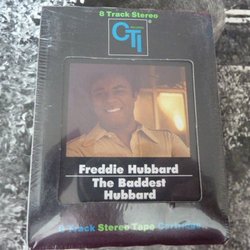 8 Track Stereo
CTI
Freddie Hubbard
The Baddest
Hubbard
8 Track Stereo Tape Cartridge